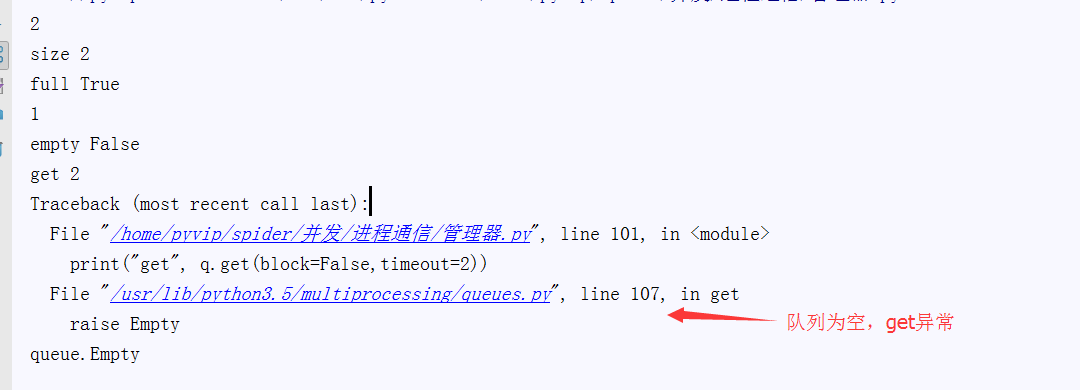 2
size 2
full True
1
empty False
get 2
Traceback (most recent call last):
File "/home/pyvip/spider/并发/进程通信/管理器.py", line 101, in <module>
print("get", q.get(block=False,timeout=2))
File "/usr/lib/python3.5/multiprocessing/queues.py", line 107, in get
raise Empty
队列为空，get异常
queue.Empty